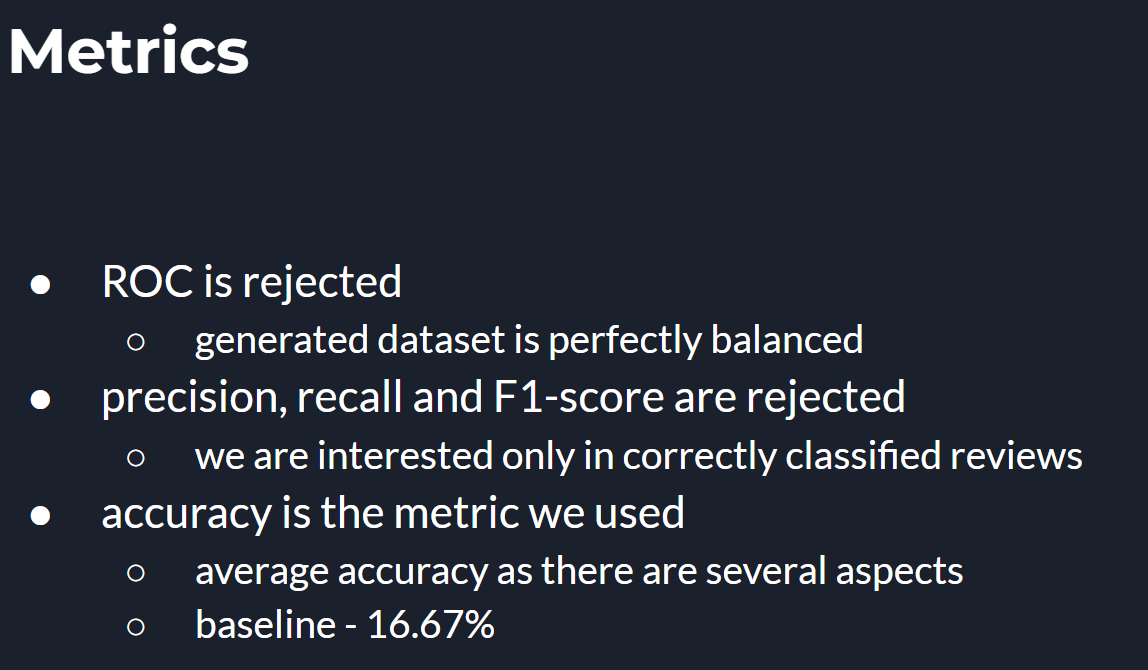 Metrics
● ROC is rejected
○ generated dataset is perfectly balanced
● precision, recall and F1-score are rejected
○ we are interested only in correctly classified reviews
● accuracy is the metric we used
○ average accuracy as there are several aspects
○ baseline - 16.67%